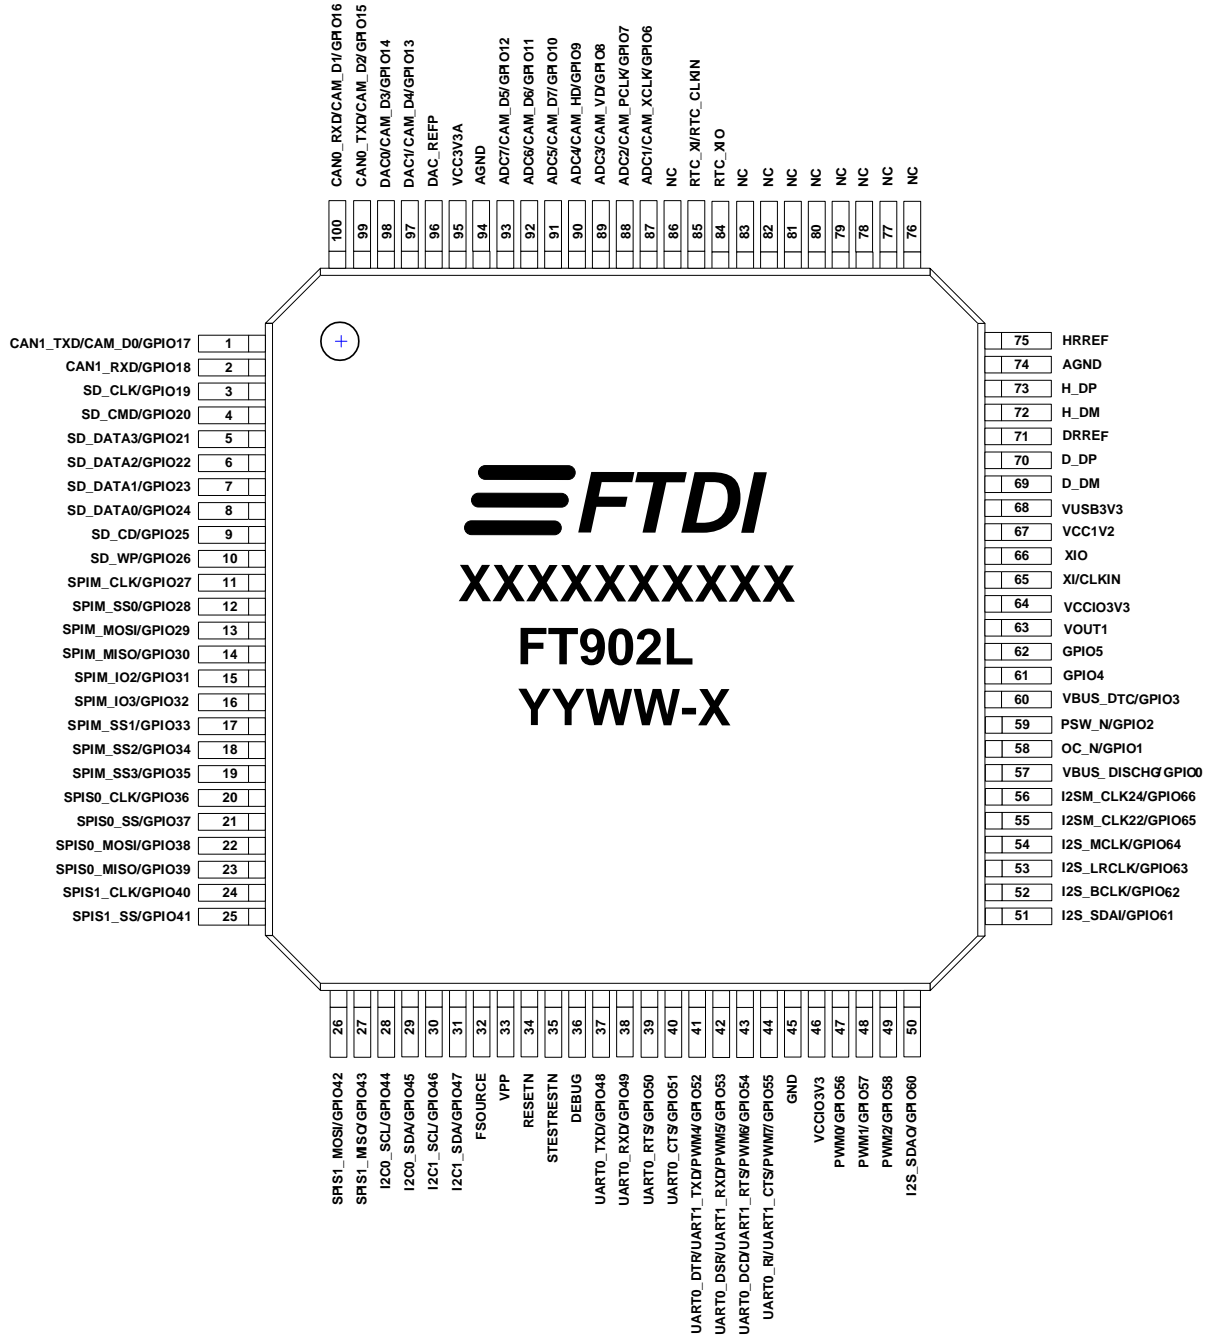 CAN0_RXD/CAM_D1/GPIO16
CAN0_TXD/CAM_D2/GPIO15
DAC0/CAM_D3/GPIO14
DAC1/CAM_D4/GPIO13
DAC_REFP
VCC3V3A
AGND
ADC7/CAM_D5/GPIO12
ADC6/CAM_D6/GPIO11
ADC5/CAM_D7/GPIO10
ADC4/CAM_HD/GPIO9
ADC3/CAM_VD/GPIO8
ADC2/CAM_PCLK/GPIO7
ADC1/CAM_XCLK/GPIO6
NC
RTC_XI/RTC_CLKIN
RTC_XIO
NC
NC
NC
NC
NC
NC
NC
NC
100
99
98
97
96
95
94
93
92
91
90
89
88
87
86
85
84
83
82
81
80
79
78
77
76
CAN1_TXD/CAM_D0/GPIO17 1
CAN1_RXD/GPIO18 2
SD_CLK/GPIO19 3
SD_CMD/GPIO20 4
SD_DATA3/GPIO21 5
SD_DATA2/GPIO22 6
SD_DATA1/GPIO23 7
SD_DATA0/GPIO24 8
SD_CD/GPIO25 9
SD_WP/GPIO26 10
SPIM_CLK/GPIO27 11
SPIM_SS0/GPIO28 12
SPIM_MOSI/GPIO29 13
SPIM_MISO/GPIO30 14
SPIM_IO2/GPIO31 15
SPIM_IO3/GPIO32 16
SPIM_SS1/GPIO33 17
SPIM_SS2/GPIO34 18
SPIM_SS3/GPIO35 19
SPIS0_CLK/GPIO36 20
SPIS0_SS/GPIO37 21
SPIS0_MOSI/GPIO38 22
SPIS0_MISO/GPIO39 23
SPIS1_CLK/GPIO40 24
SPIS1_SS/GPIO41 25
FTDI
XXXXXXXXXX
FT902L
YYWW-X
75 HRREF
74 AGND
73 H_DP
72 H_DM
71 DRREF
70 D_DP
69 D_DM
68 VUSB3V3
67 VCC1V2
66 XIO
65 XI/CLKIN
64 VCCIO3V3
63 VOUT1
62 GPIO5
61 GPIO4
60 VBUS_DTC/GPIO3
59 PSW_N/GPIO2
58 OC_N/GPIO1
57 VBUS_DISCHG/GPIO0
56 I2SM_CLK24/GPIO66
55 I2SM_CLK22/GPIO65
54 I2S_MCLK/GPIO64
53 I2S_LRCLK/GPIO63
52 I2S_BCLK/GPIO62
51 I2S_SDAI/GPIO61
26
27
28
29
30
31
32
33
34
35
36
37
38
39
40
41
42
43
44
45
46
47
48
49
50
SPIS1_MOSI/GPIO42
SPIS1_MISO/GPIO43
I2C0_SCL/GPIO44
I2C0_SDA/GPIO45
I2C1_SCL/GPIO46
I2C1_SDA/GPIO47
FSOURCE
VPP
RESETN
STESTRESTN
DEBUG
UART0_TXD/GPIO48
UART0_RXD/GPIO49
UART0_RTS/GPIO50
UART0_CTS/GPIO51
UART0_DTR/UART1_TXD/PWM4/GPIO52
UART0_DSR/UART1_RXD/PWM5/GPIO53
UART0_DCD/UART1_RTS/PWM6/GPIO54
UART0_RI/UART1_CTS/PWM7/GPIO55
GND
VCCIO3V3
PWM0/GPIO56
PWM1/GPIO57
PWM2/GPIO58
I2S_SDAO/GPIO60